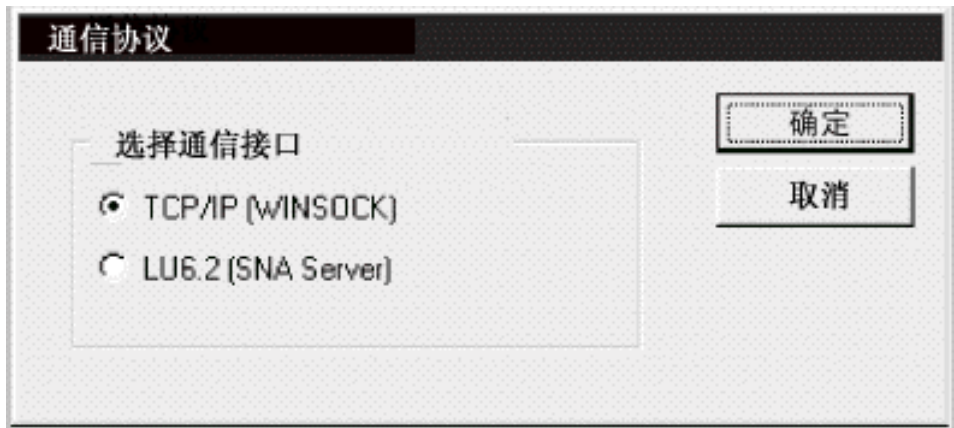 通信协议
选择通信接口
TCP/IP (WINSOCK)
LU6.2 (SNA Server)
确定
取消